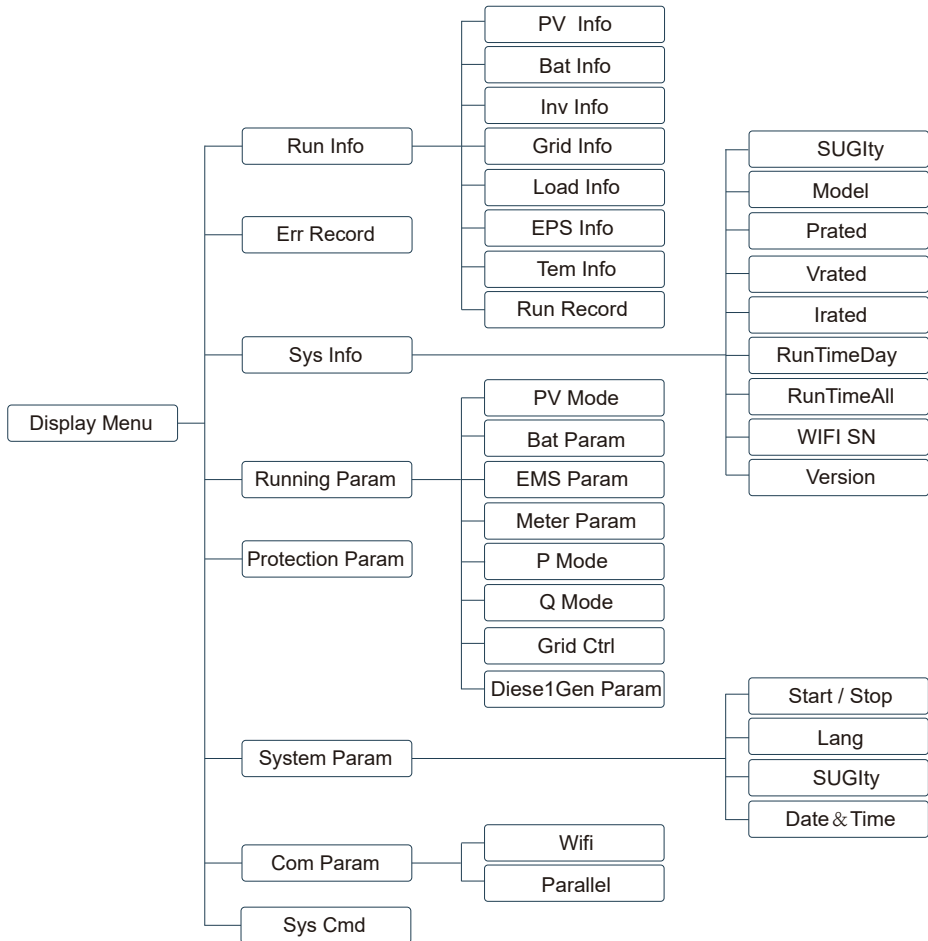 Display Menu
Run Info
PV Info
Bat Info
Inv Info
Grid Info
Load Info
EPS Info
Tem Info
Run Record
Err Record
Sys Info
SUGIty
Model
Prated
Vrated
Irated
RunTimeDay
RunTimeAll
WIFI SN
Version
Running Param
PV Mode
Bat Param
EMS Param
Meter Param
P Mode
Q Mode
Grid Ctrl
Diese1Gen Param
Protection Param
System Param
Start / Stop
Lang
SUGIty
Date&Time
Com Param
Wifi
Parallel
Sys Cmd